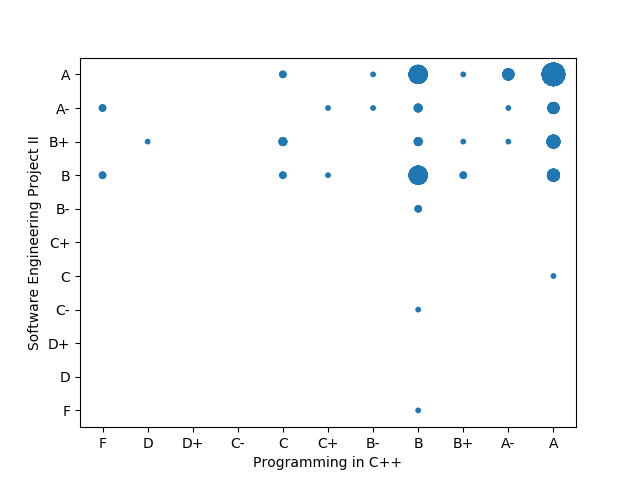 Software Engineering Project II
A
A-
B+
B
B-
C+
C
C-
D+
D
F
F D D+ C- C C+ B- B B+ A- A
Programming in C++